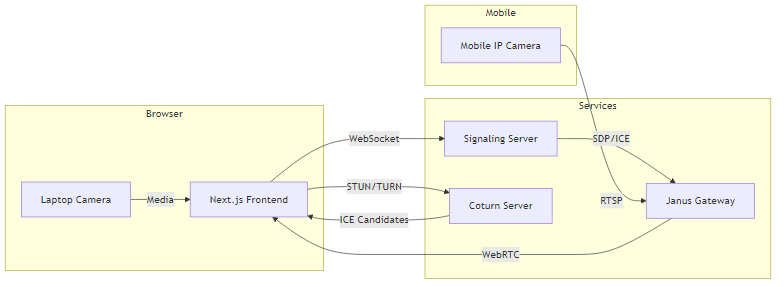 Mobile
Mobile IP Camera
Browser
Services
WebSocket
Signaling Server
SDP/ICE
Laptop Camera
Media
Next.js Frontend
STUN/TURN
ICE Candidates
Coturn Server
RTSP
Janus Gateway
WebRTC